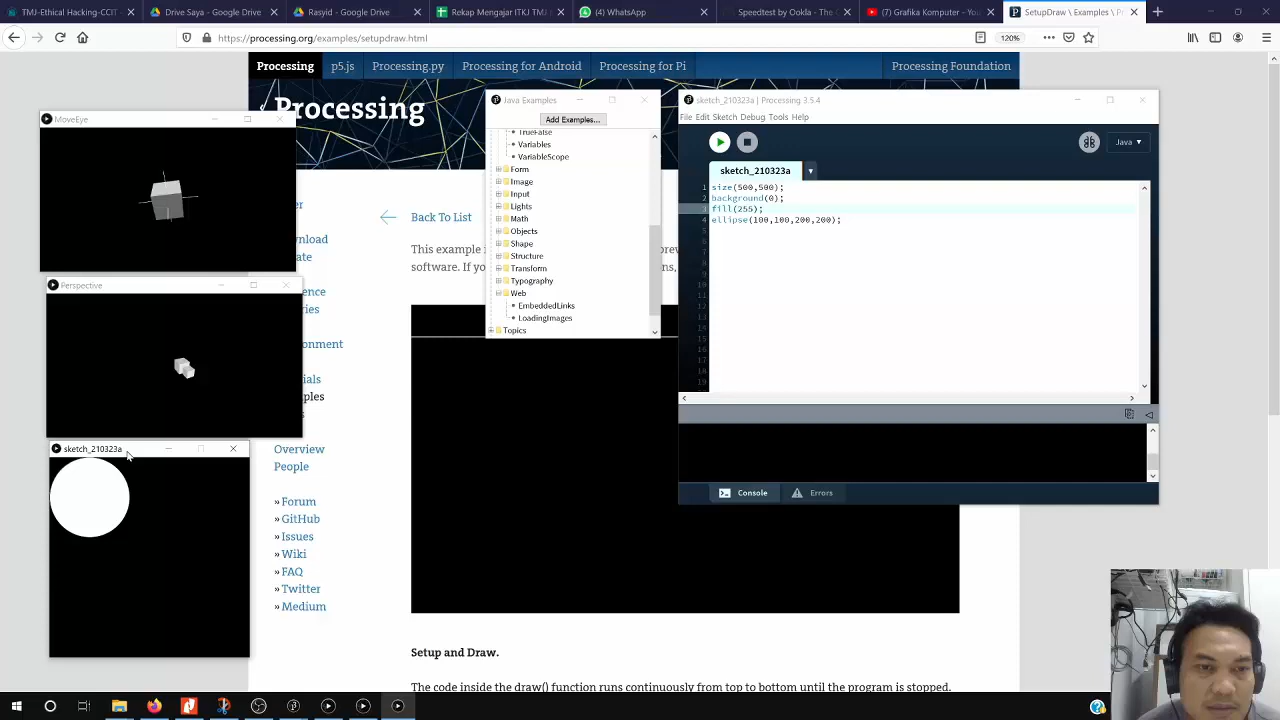 TMJ-Ethical Hacking-CCIT -
Drive Saya - Google Drive
Rasyid - Google Drive
Rekap Mengajar ITKJ TMJ
(4) WhatsApp
Speedtest by Ookla - The G
(7) Grafika Komputer - You
SetupDraw \ Examples \ P
https://processing.org/examples/setupdraw.html
120%
Processing
p5.js
Processing.py
Processing for Android
Processing for Pi
Processing Foundation
Processing
MoveEye
Java Examples
Add Examples...
TrueFalse
Variables
VariableScope
Form
Image
Input
Lights
Math
Objects
Shape
Structure
Transform
Typography
Web
EmbeddedLinks
LoadingImages
Topics
sketch_210323a | Processing 3.5.4
File Edit Sketch Debug Tools Help
Java
sketch_210323a
1 size(500,500);
2 background(0);
3 fill(255);
4 ellipse(100,100,200,200);
Console
Errors
Back To List
This example
software. If yo
Perspective
sketch_210323a
Overview
People
» Forum
» GitHub
» Issues
» Wiki
» FAQ
» Twitter
» Medium
Setup and Draw.
The code inside the draw() function runs continuously from top to bottom until the program is stopped.